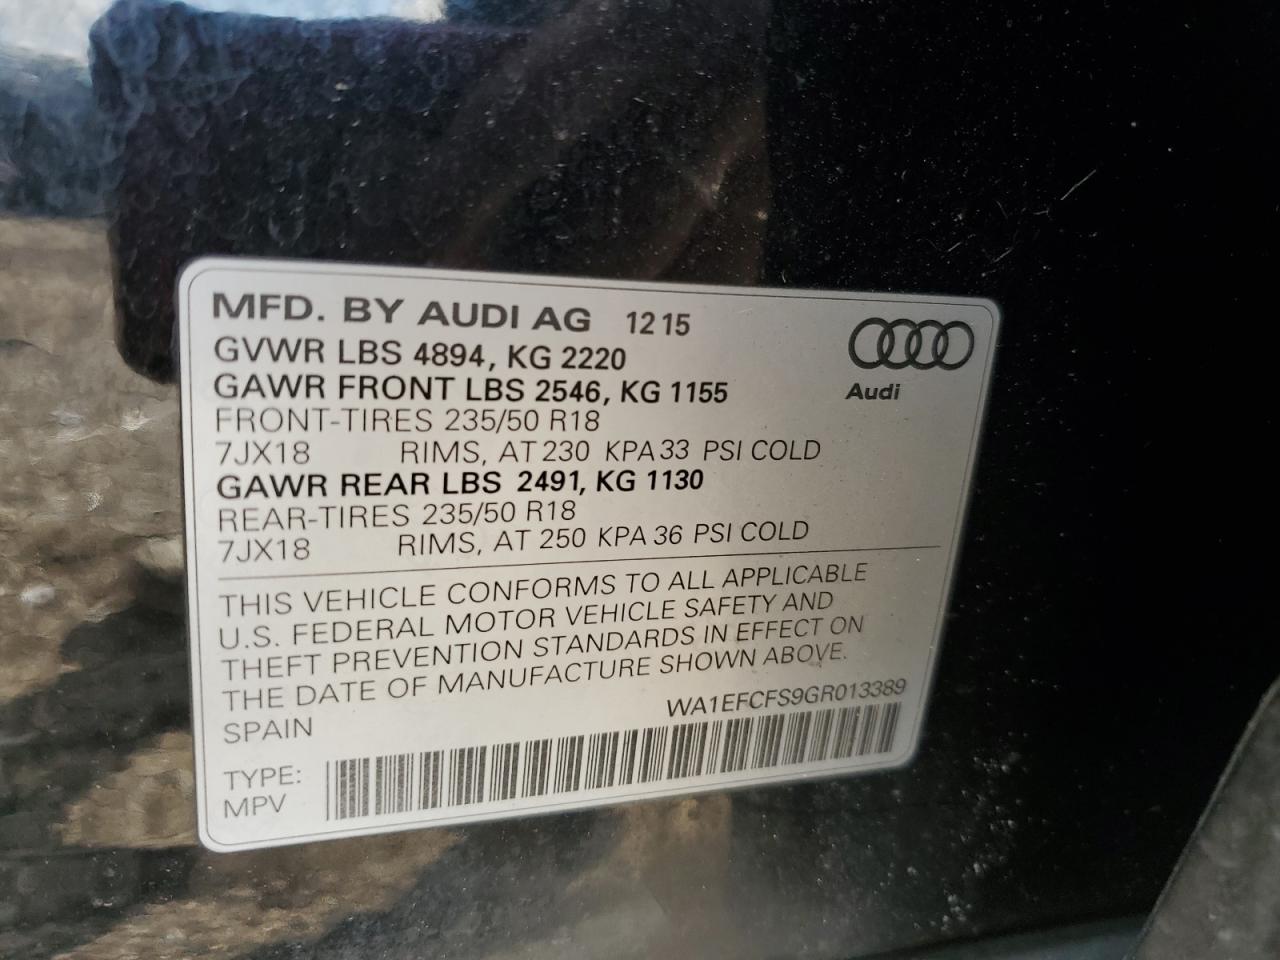 MFD. BY AUDI AG 12 15
GVWR LBS 4894, KG 2220
GAWR FRONT LBS 2546, KG 1155
FRONT-TIRES 235/50 R18
7JX18 RIMS, AT 230 KPA 33 PSI COLD
GAWR REAR LBS 2491, KG 1130
REAR-TIRES 235/50 R18
7JX18 RIMS, AT 250 KPA 36 PSI COLD
Audi
THIS VEHICLE CONFORMS TO ALL APPLICABLE
U.S. FEDERAL MOTOR VEHICLE SAFETY AND
THEFT PREVENTION STANDARDS IN EFFECT ON
THE DATE OF MANUFACTURE SHOWN ABOVE.
SPAIN WA1EFCFS9GR013389
TYPE:
MPV